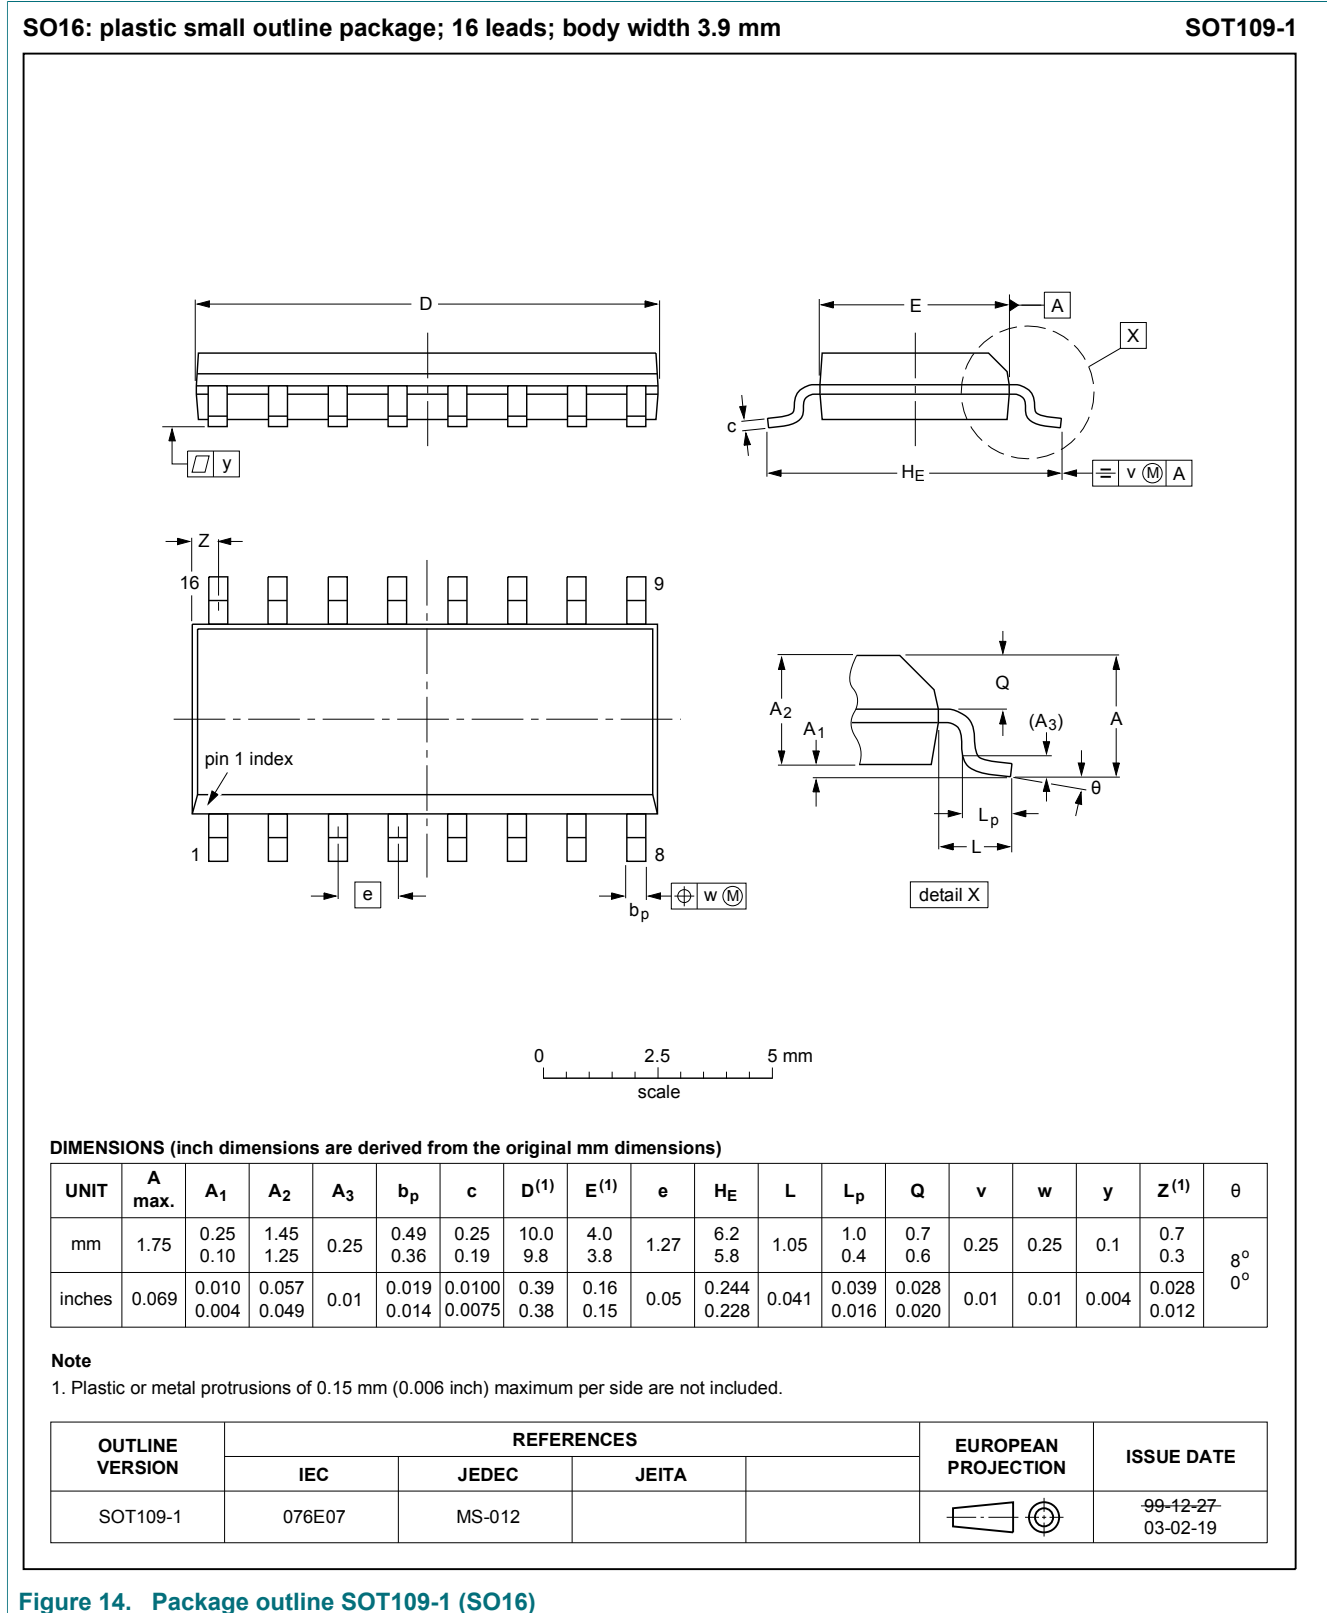 SO16: plastic small outline package; 16 leads; body width 3.9 mm SOT109-1
D
E A
X
c
y
HE
v M A
Z
16 9
pin 1 index
1 8
e
bp
w M
Q
A2
A1
(A3)
A
θ
Lp
L
detail X
0 2.5 5 mm
scale
DIMENSIONS (inch dimensions are derived from the original mm dimensions)
UNIT A max. A1 A2 A3 bp c D(1) E(1) e HE L Lp Q v w y Z(1) θ
mm 1.75 0.25 0.10 1.45 1.25 0.25 0.49 0.36 0.25 0.19 10.0 9.8 4.0 3.8 1.27 6.2 5.8 1.05 1.0 0.4 0.7 0.6 0.25 0.25 0.1 0.7 0.3 8o 0o
inches 0.069 0.010 0.004 0.057 0.049 0.01 0.019 0.014 0.0100 0.0075 0.39 0.38 0.16 0.15 0.05 0.244 0.228 0.041 0.039 0.016 0.028 0.020 0.01 0.01 0.004 0.028 0.012
Note
1. Plastic or metal protrusions of 0.15 mm (0.006 inch) maximum per side are not included.
OUTLINE VERSION REFERENCES EUROPEAN PROJECTION ISSUE DATE
IEC JEDEC JEITA
SOT109-1 076E07 MS-012 99-12-27
03-02-19
Figure 14. Package outline SOT109-1 (SO16)